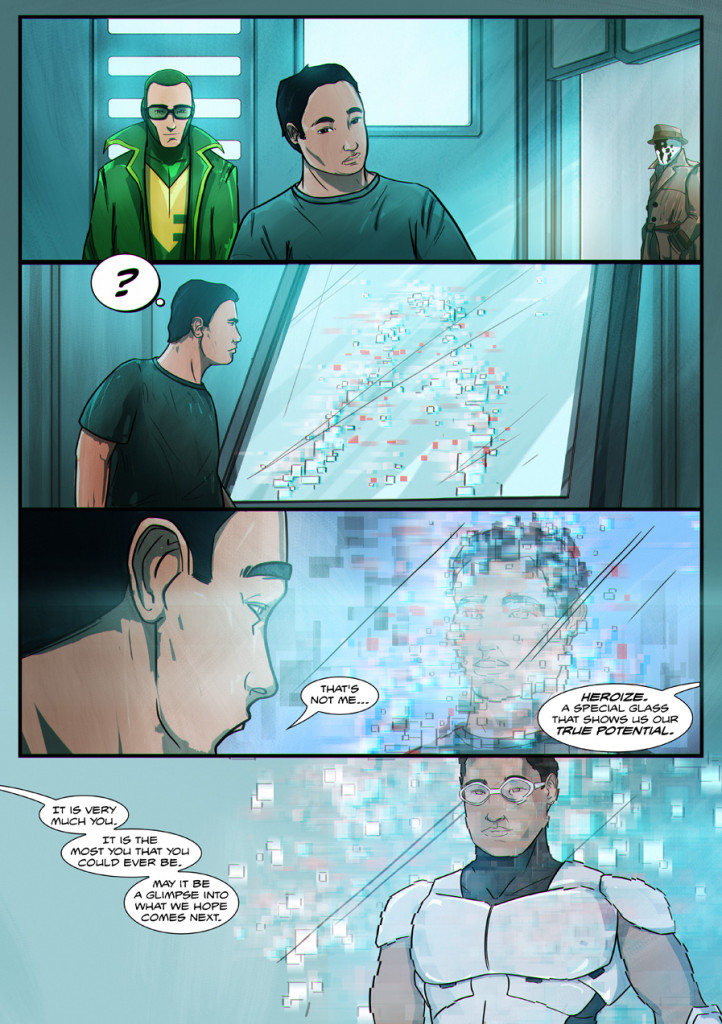 ?
THAT'S
NOT ME...
HEROIZE.
A SPECIAL GLASS
THAT SHOWS US OUR
TRUE POTENTIAL.
IT IS VERY
MUCH YOU.
IT IS THE
MOST YOU THAT YOU
COULD EVER BE.
MAY IT BE
A GLIMPSE INTO
WHAT WE HOPE
COMES NEXT.